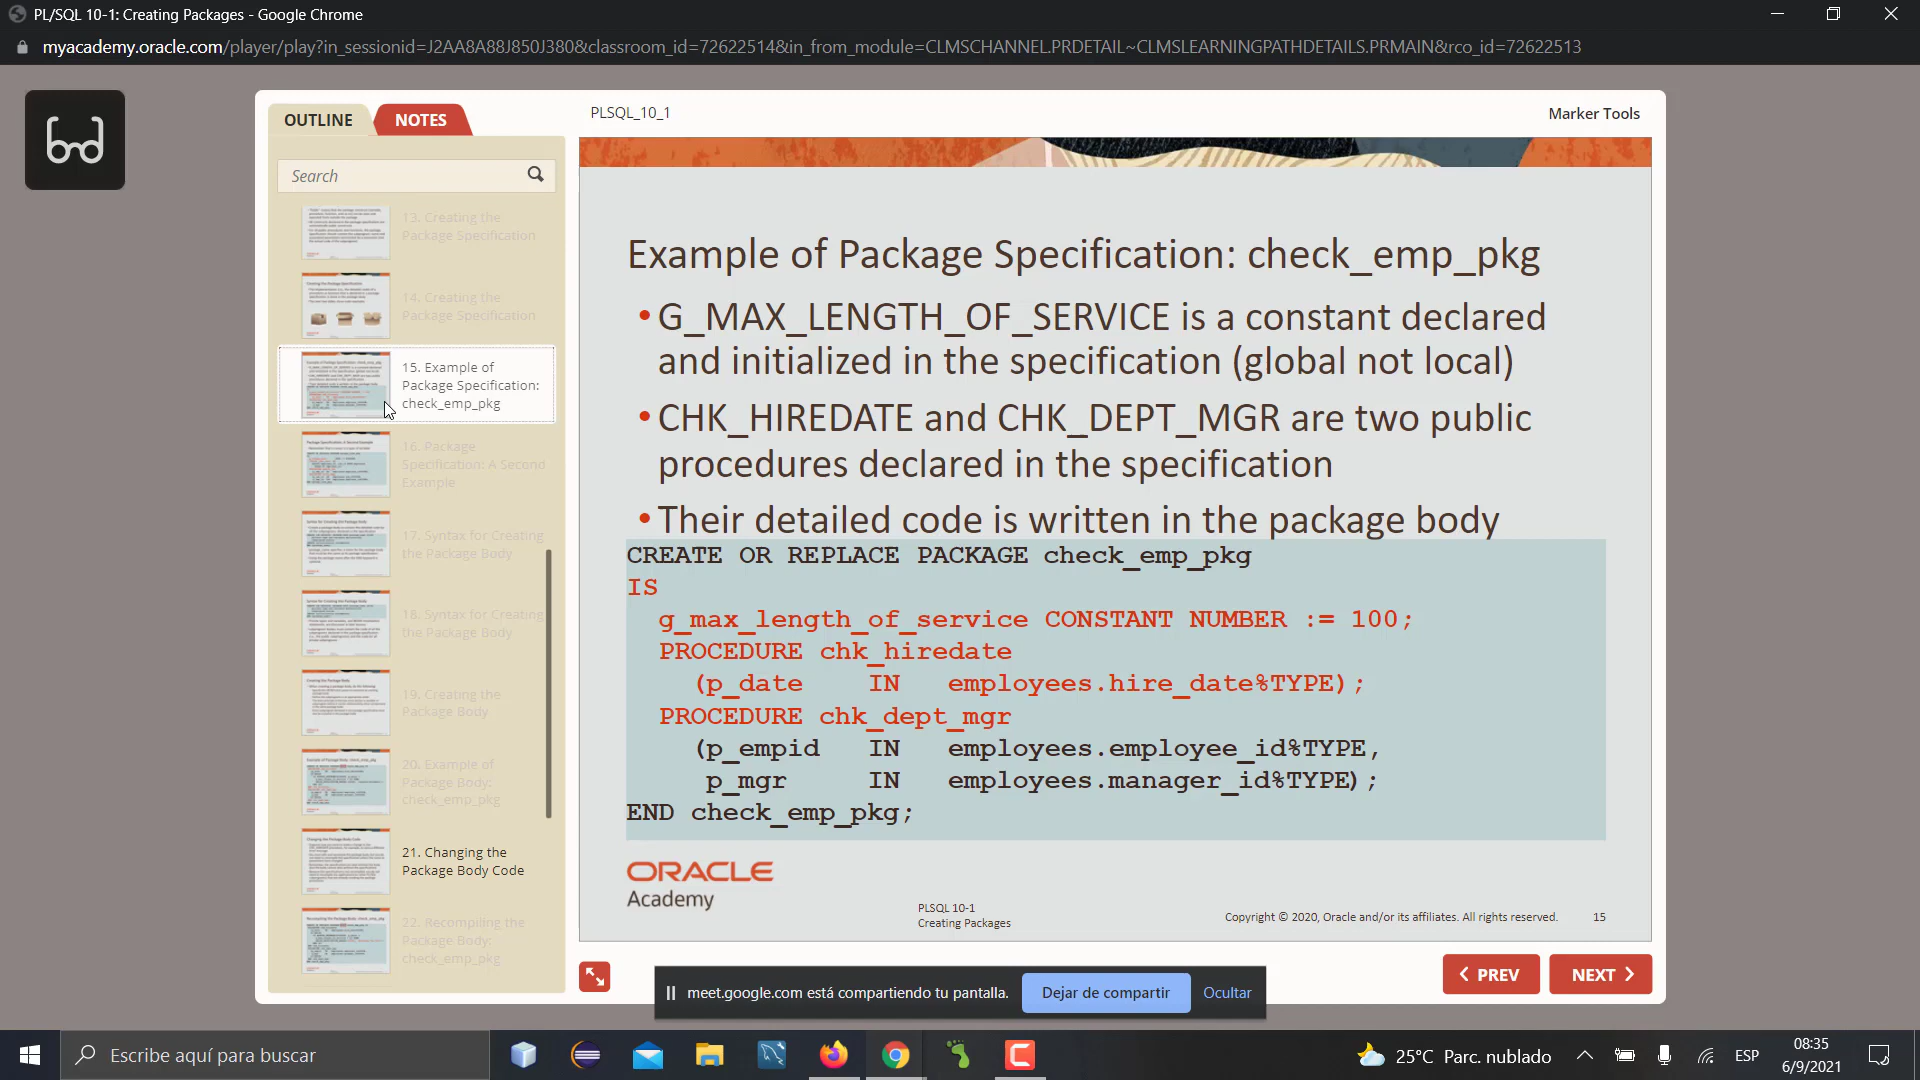 PL/SQL 10-1: Creating Packages - Google Chrome
myacademy.oracle.com/player/play?in_sessionid=J2AA8A88J850J380&classroom_id=72622514&in_from_module=CLMSCHANNEL.PRDETAIL~CLMSLEARNINGPATHDETAILS.PRMAIN&rco_id=72622513
OUTLINE
NOTES
Search
13. Creating the
Package Specification
14. Creating the
Package Specification
15. Example of
Package Specification:
check_emp_pkg
16. Package
Specification: A Second
Example
17. Syntax for Creating
the Package Body
18. Syntax for Creating
the Package Body
19. Creating the
Package Body
20. Example of
Package Body:
check_emp_pkg
21. Changing the
Package Body Code
22. Recompiling the
Package Body:
check_emp_pkg
PLSQL_10_1
Marker Tools
Example of Package Specification: check_emp_pkg
•G_MAX_LENGTH_OF_SERVICE is a constant declared
and initialized in the specification (global not local)
•CHK_HIREDATE and CHK_DEPT_MGR are two public
procedures declared in the specification
•Their detailed code is written in the package body
CREATE OR REPLACE PACKAGE check_emp_pkg
IS
g_max_length_of_service CONSTANT NUMBER := 100;
PROCEDURE chk_hiredate
(p_date IN employees.hire_date%TYPE);
PROCEDURE chk_dept_mgr
(p_empid IN employees.employee_id%TYPE,
p_mgr IN employees.manager_id%TYPE);
END check_emp_pkg;
ORACLE
Academy
PLSQL 10-1
Creating Packages
Copyright © 2020, Oracle and/or its affiliates. All rights reserved.
15
PREV
NEXT
meet.google.com está compartiendo tu pantalla.
Dejar de compartir
Ocultar
Escribe aquí para buscar
25°C Parc. nublado
ESP
08:35
6/9/2021